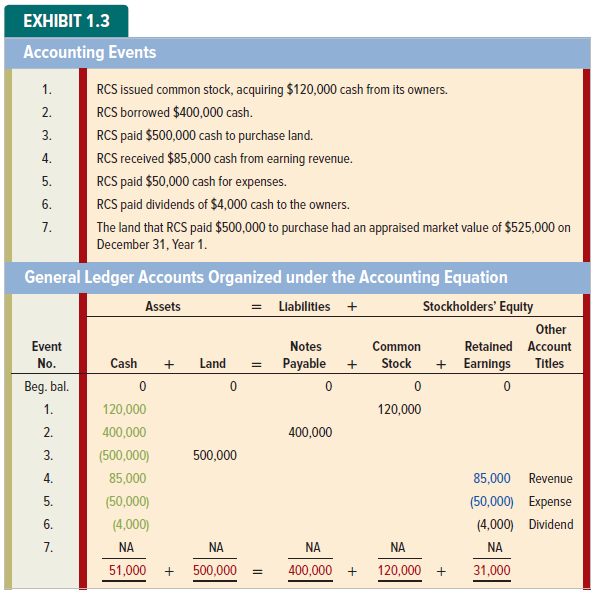 EXHIBIT 1.3
Accounting Events
1. RCS issued common stock, acquiring $120,000 cash from its owners.
2. RCS borrowed $400,000 cash.
3. RCS paid $500,000 cash to purchase land.
4. RCS received $85,000 cash from earning revenue.
5. RCS paid $50,000 cash for expenses.
6. RCS paid dividends of $4,000 cash to the owners.
7. The land that RCS paid $500,000 to purchase had an appraised market value of $525,000 on
December 31, Year 1.
General Ledger Accounts Organized under the Accounting Equation
Assets = Liabilities + Stockholders' Equity
Other
Event Notes Common Retained Account
No. Cash + Land = Payable + Stock + Earnings Titles
Beg. bal. 0 0 0 0 0
1. 120,000 120,000
2. 400,000 400,000
3. (500,000) 500,000
4. 85,000 85,000 Revenue
5. (50,000) (50,000) Expense
6. (4,000) (4,000) Dividend
7. NA NA NA NA NA
51,000 + 500,000 = 400,000 + 120,000 + 31,000